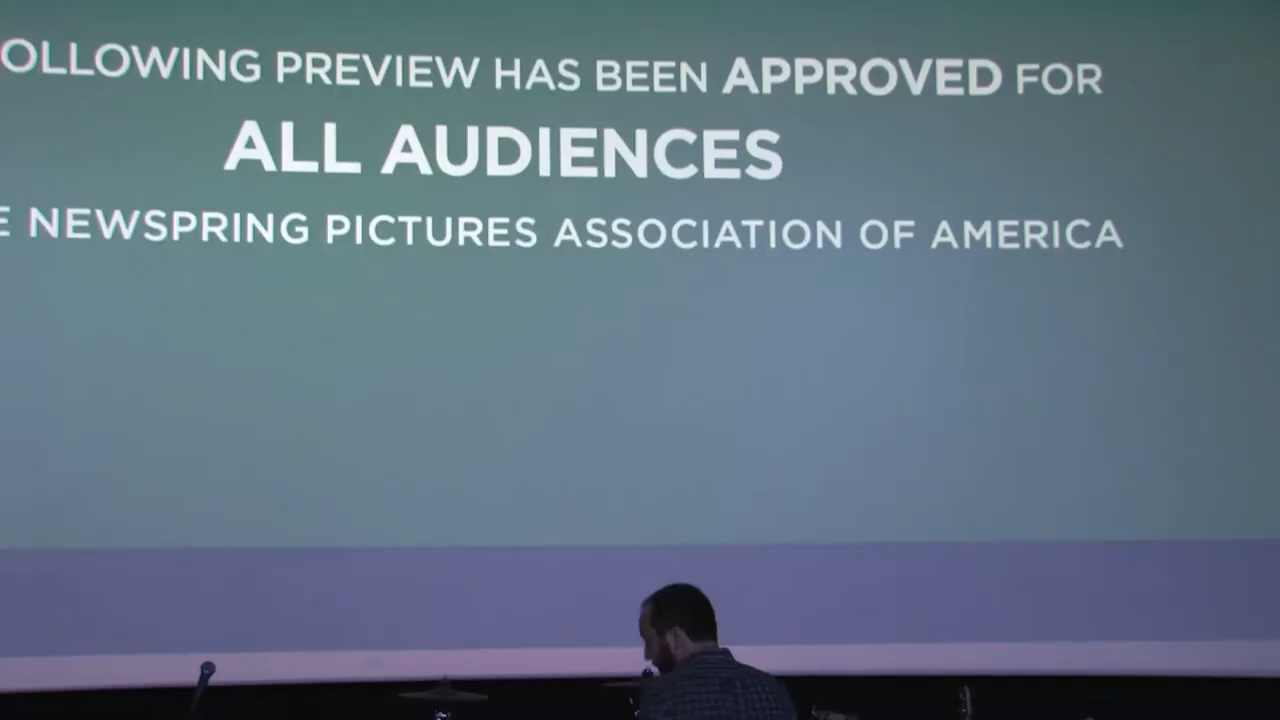 OLLOWING PREVIEW HAS BEEN APPROVED FOR
ALL AUDIENCES
E NEWSPRING PICTURES ASSOCIATION OF AMERICA